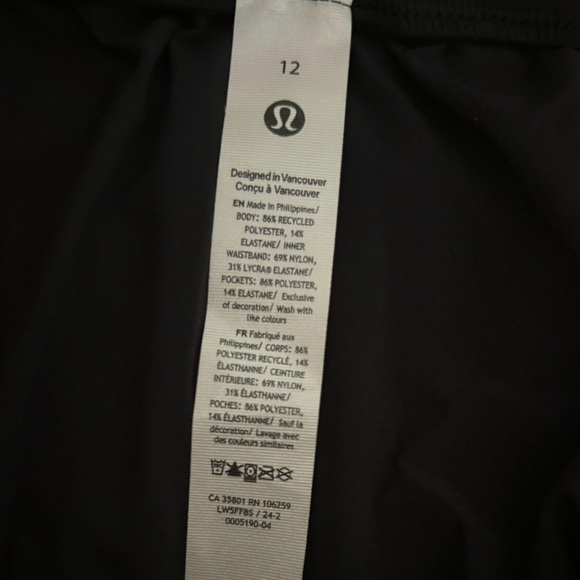 12
Designed in Vancouver
Conçu à Vancouver
EN Made in Philippines/
BODY: 86% RECYCLED
POLYESTER, 14%
ELASTANE/ INNER
WAISTBAND: 69% NYLON,
31% LYCRA® ELASTANE/
POCKETS: 86% POLYESTER,
14% ELASTANE/ Exclusive
of decoration/ Wash with
like colours
FR Fabriqué aux
Philippines/ CORPS: 86%
POLYESTER RECYCLÉ, 14%
ÉLASTHANNE/ CEINTURE
INTÉRIEURE: 69% NYLON,
31% ÉLASTHANNE/
POCHES: 86% POLYESTER,
14% ÉLASTHANNE/ Sauf la
décoration/ Lavage avec
des couleurs similaires
CA 35801 RN 106259
LW5FFBS / 24-2
0005190-04